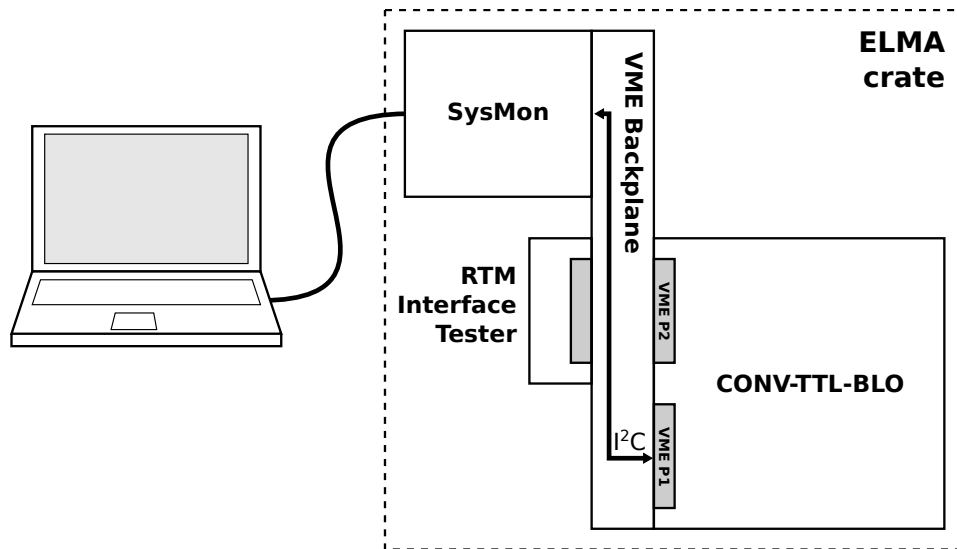 ELMA
crate
SysMon
VME Backplane
RTM
Interface
Tester
VME P2
CONV-TTL-BLO
I²C
VME P1